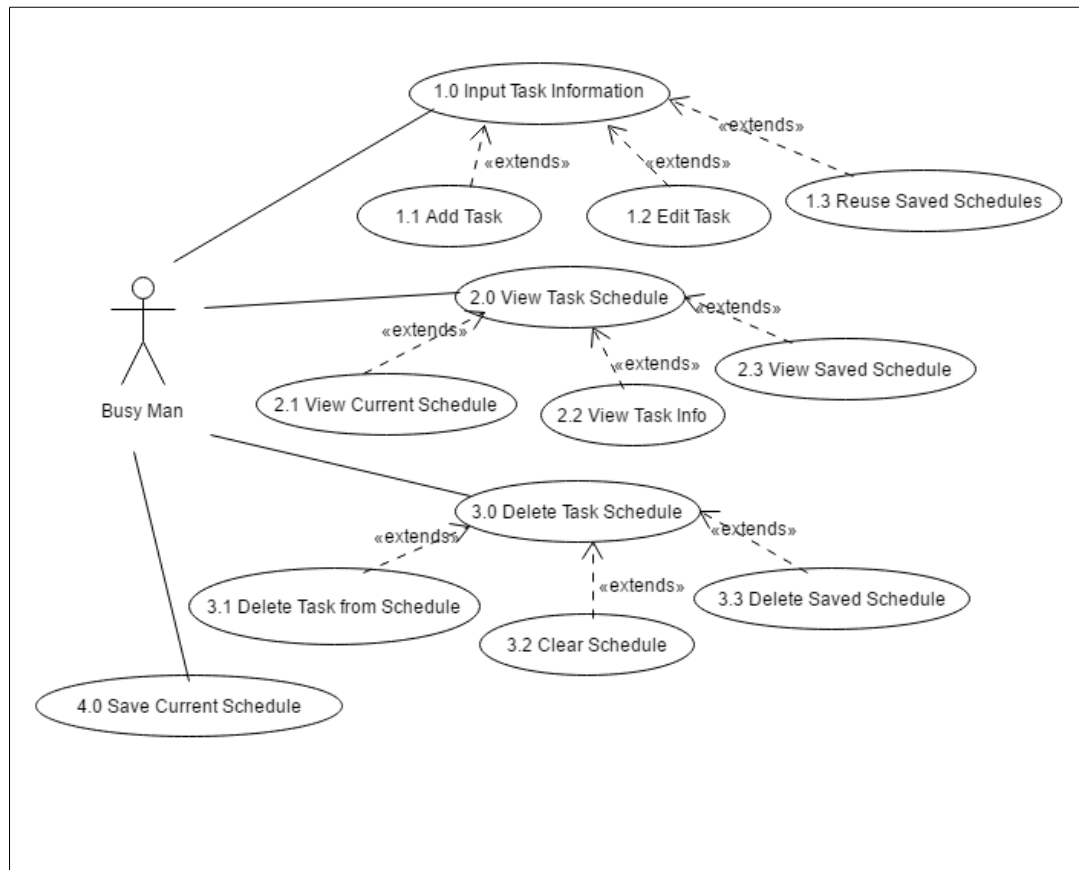 1.0 Input Task Information
«extends»
«extends»
«extends»
1.1 Add Task
1.2 Edit Task
1.3 Reuse Saved Schedules
2.0 View Task Schedule
«extends»
«extends»
«extends»
2.1 View Current Schedule
2.2 View Task Info
2.3 View Saved Schedule
Busy Man
3.0 Delete Task Schedule
«extends»
«extends»
«extends»
3.1 Delete Task from Schedule
3.2 Clear Schedule
3.3 Delete Saved Schedule
4.0 Save Current Schedule